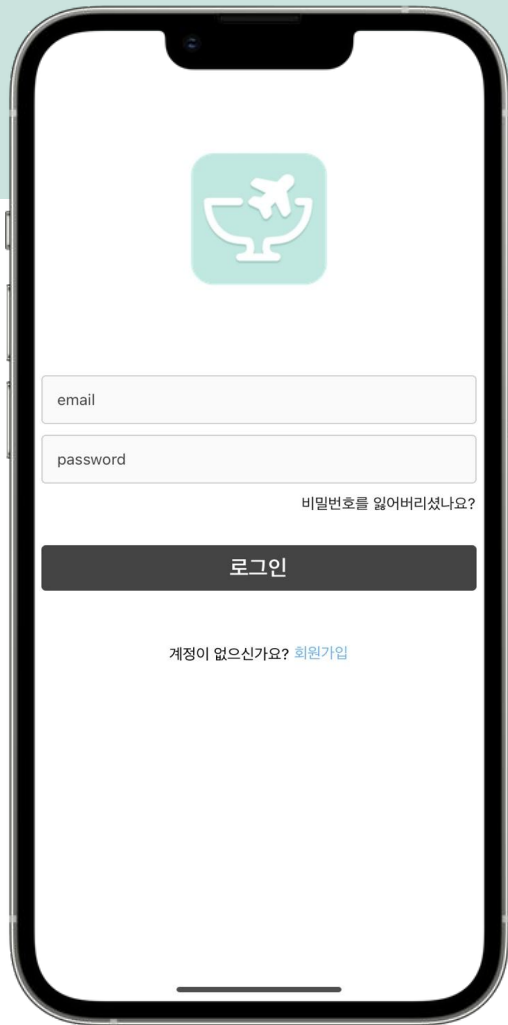 email
password
비밀번호를 잃어버리셨나요?
로그인
계정이 없으신가요? 회원가입